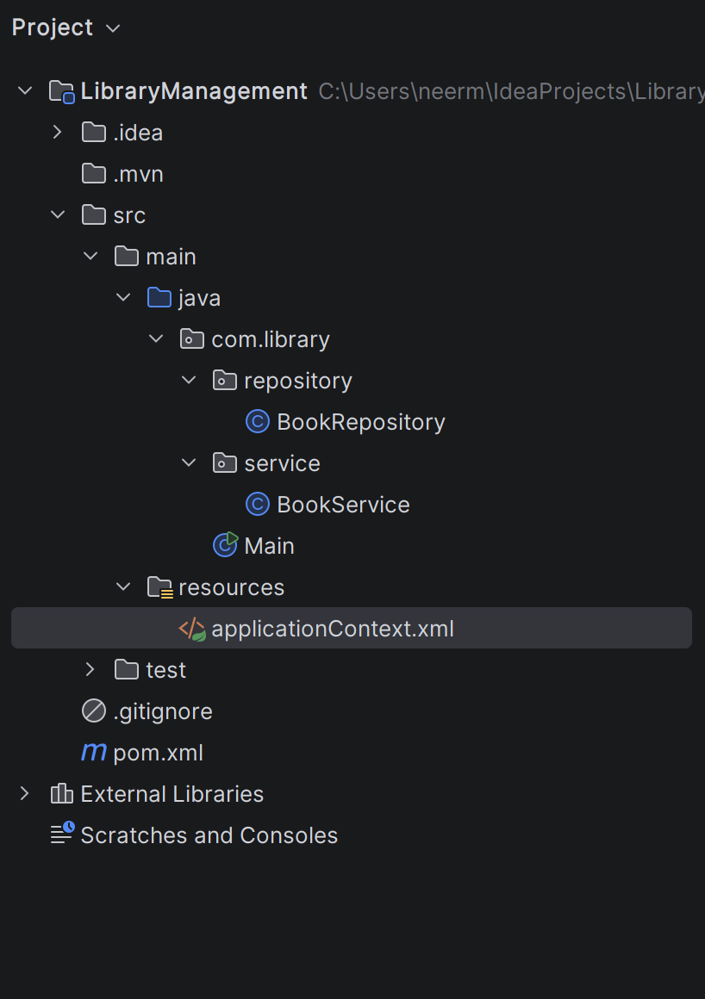 Project
LibraryManagement C:\Users\neerm\IdeaProjects\Library
.idea
.mvn
src
main
java
com.library
repository
BookRepository
service
BookService
Main
resources
applicationContext.xml
test
.gitignore
pom.xml
External Libraries
Scratches and Consoles